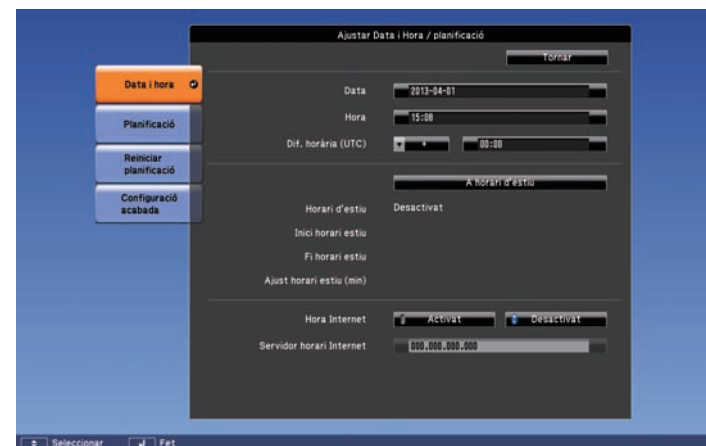 Ajustar Data i Hora / planificació
Tornar
Data i hora
Planificació
Reiniciar
planificació
Configuració
acabada
Data 2013-04-01
Hora 15:08
Dif. horària (UTC) + 00:00
A horari d'estiu
Horari d'estiu Desactivat
Inici horari estiu
Fi horari estiu
Ajust horari estiu (min)
Hora Internet Activat Desactivat
Servidor horari Internet 000.000.000.000
Seleccionar Fet